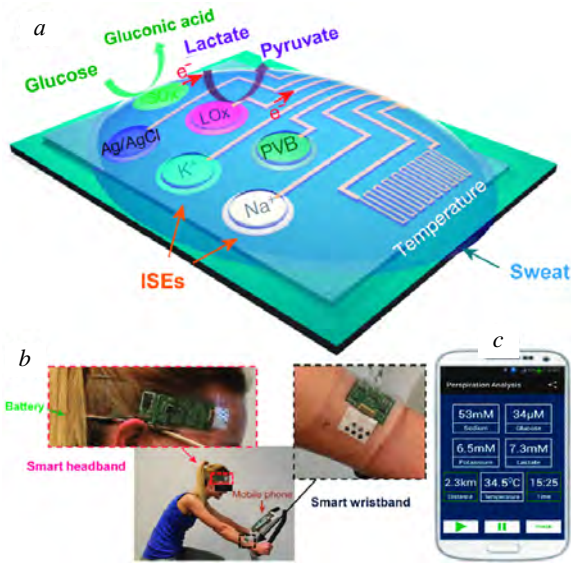 a
Gluconic acid
Lactate
Pyruvate
Glucose
e⁻
GOx
LOx
e⁻
Ag/AgCl
PVB
K⁺
Na⁺
Temperature
ISEs
Sweat
b
Battery
Smart headband
Mobile phone
Smart wristband
c
Perspiration Analysis
53mM
34μM
Sodium
Glucose
6.5mM
7.3mM
Potassium
Lactate
2.3km
34.5°C
15:25
Distance
Temperature
Time